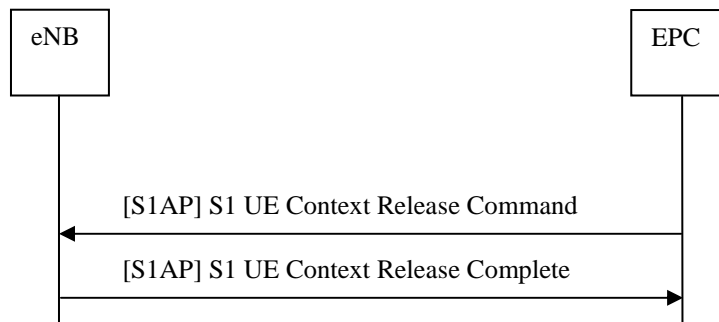 eNB
EPC
[S1AP] S1 UE Context Release Command
[S1AP] S1 UE Context Release Complete